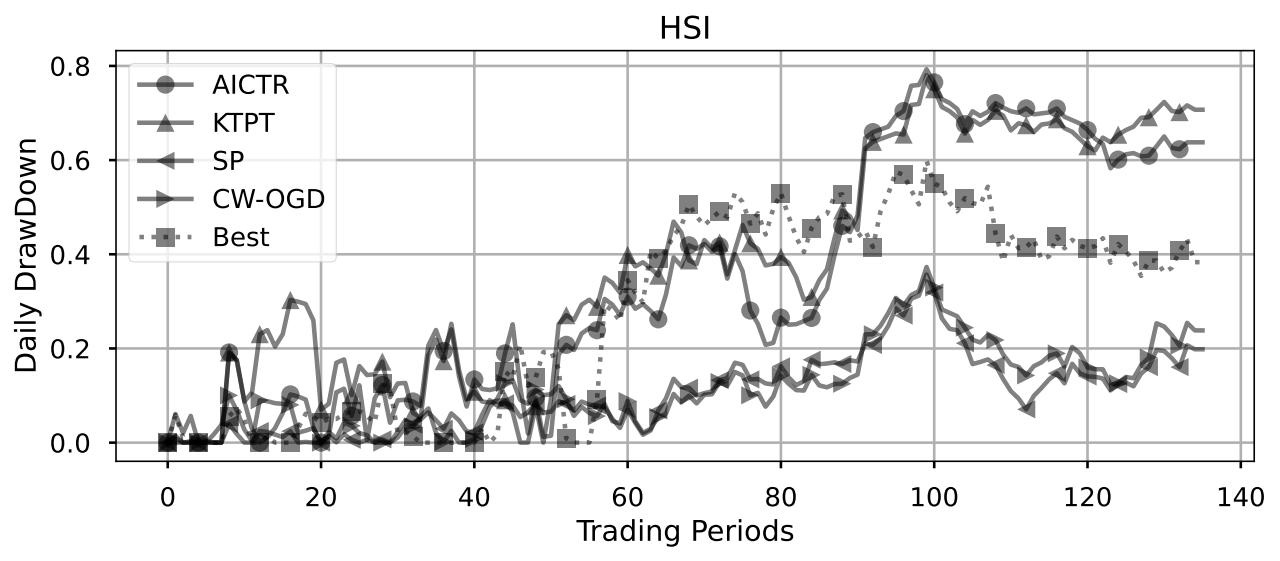 HSI
AICTR
KTPT
SP
CW-OGD
Best
Daily DrawDown
0.8
0.6
0.4
0.2
0.0
0 20 40 60 80 100 120 140
Trading Periods